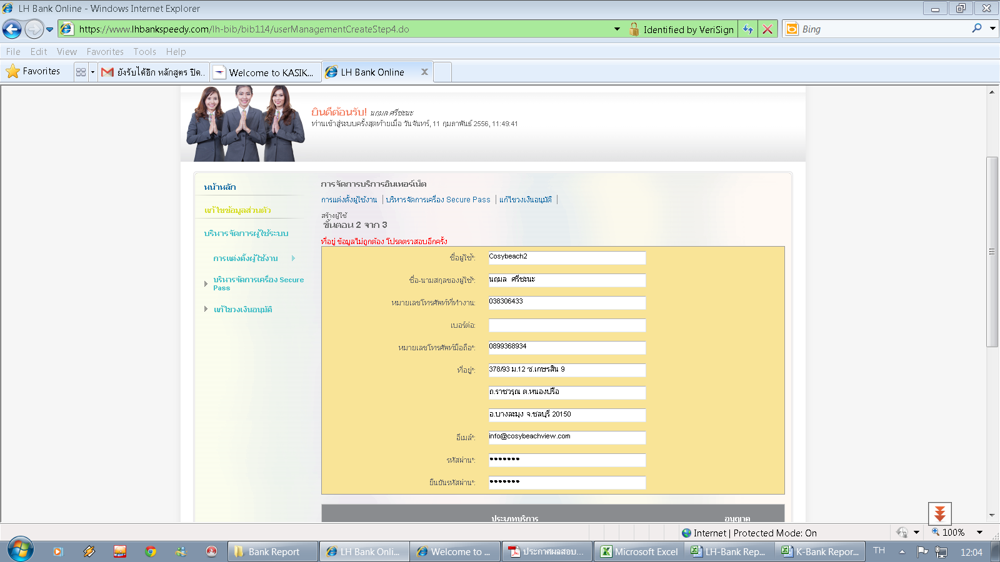 LH Bank Online - Windows Internet Explorer
https://www.lhbankspeedy.com/lh-bib/bib114/userManagementCreateStep4.do
Identified by VeriSign
Bing
File Edit View Favorites Tools Help
Favorites
ยังรับได้อีก หลักสูตร ปิด..
Welcome to KASIK...
LH Bank Online
ยินดีต้อนรับ! นฤมล ศรีชะนะ
ท่านเข้าสู่ระบบครั้งสุดท้ายเมื่อ วันจันทร์, 11 กุมภาพันธ์ 2556, 11:49:41
หน้าหลัก
แก้ไขข้อมูลส่วนตัว
บริหารจัดการผู้ใช้ระบบ
การแต่งตั้งผู้ใช้งาน
บริหารจัดการเครื่อง Secure
Pass
แก้ไขวงเงินอนุมัติ
การจัดการบริการอินเทอร์เน็ต
การแต่งตั้งผู้ใช้งาน | บริหารจัดการเครื่อง Secure Pass | แก้ไขวงเงินอนุมัติ |
สร้างผู้ใช้
ขั้นตอน 2 จาก 3
ที่อยู่ ข้อมูลไม่ถูกต้อง โปรดตรวจสอบอีกครั้ง
ชื่อผู้ใช้*: Cosybeach2
ชื่อ-นามสกุลของผู้ใช้*: นฤมล ศรีชะนะ
หมายเลขโทรศัพท์ที่ทำงาน: 038306433
เบอร์ต่อ:
หมายเลขโทรศัพท์มือถือ*: 0899368934
ที่อยู่*: 378/93 ม.12 ซ.เกษรสิน 9
ถ.ราชวรุณ ต.หนองปรือ
อ.บางละมุง จ.ชลบุรี 20150
อีเมล์*: info@cosybeachview.com
รหัสผ่าน*: •••••••
ยืนยันรหัสผ่าน*: •••••••
ประเภทบริการ อนุญาต
Internet | Protected Mode: On
100%
Bank Report
LH Bank Onli...
Welcome to ...
ประกาศผลสอบ...
Microsoft Excel
LH-Bank Rep...
K-Bank Repor...
TH
12:04